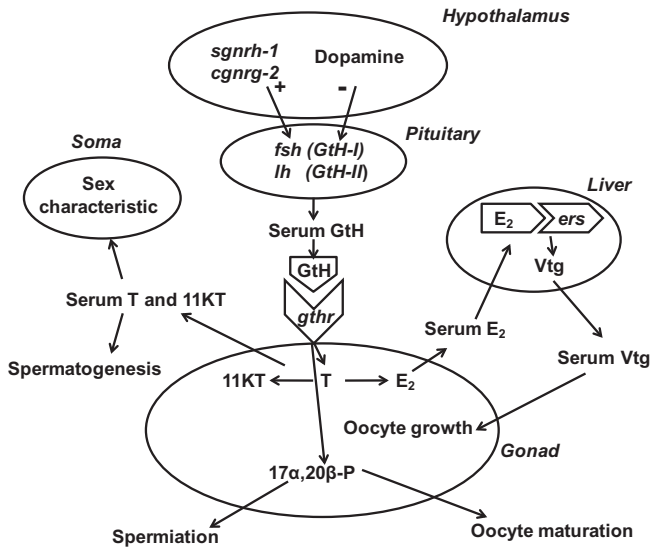 Hypothalamus
sgnrh-1
cgnrg-2
Dopamine
+
-
Pituitary
fsh (GtH-I)
lh (GtH-II)
Soma
Sex
characteristic
Serum GtH
GtH
gthr
Liver
E₂
ers
Vtg
Serum T and 11KT
Serum E₂
Spermatogenesis
Serum Vtg
11KT
T
E₂
Oocyte growth
Gonad
17α,20β-P
Spermiation
Oocyte maturation